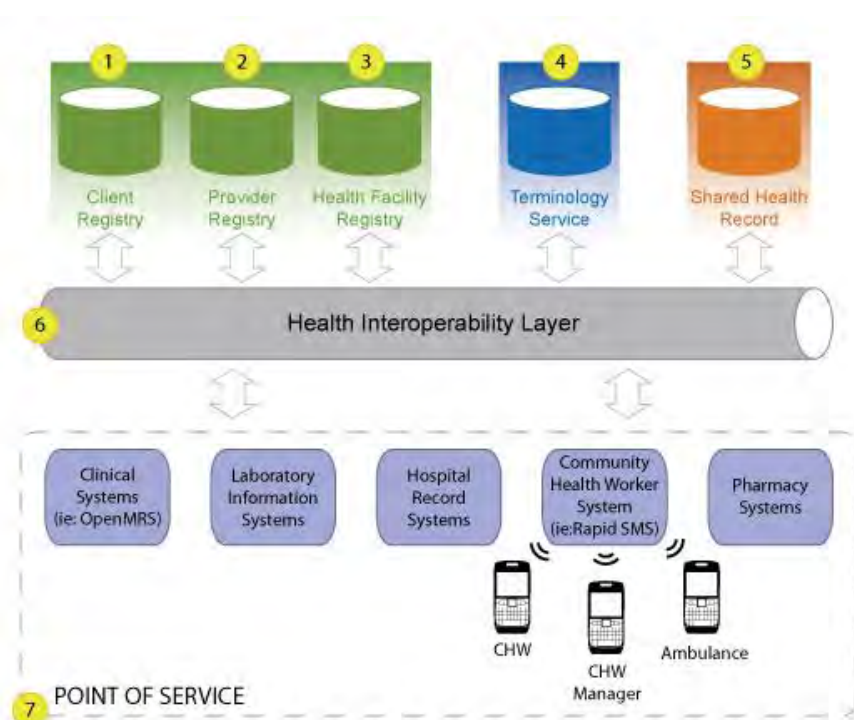 1
2
3
4
5
Client
Registry
Provider
Registry
Health Facility
Registry
Terminology
Service
Shared Health
Record
6
Health Interoperability Layer
Clinical
Systems
(ie: OpenMRS)
Laboratory
Information
Systems
Hospital
Record
Systems
Community
Health Worker
System
(ie:Rapid SMS)
Pharmacy
Systems
CHW
CHW
Manager
Ambulance
7
POINT OF SERVICE